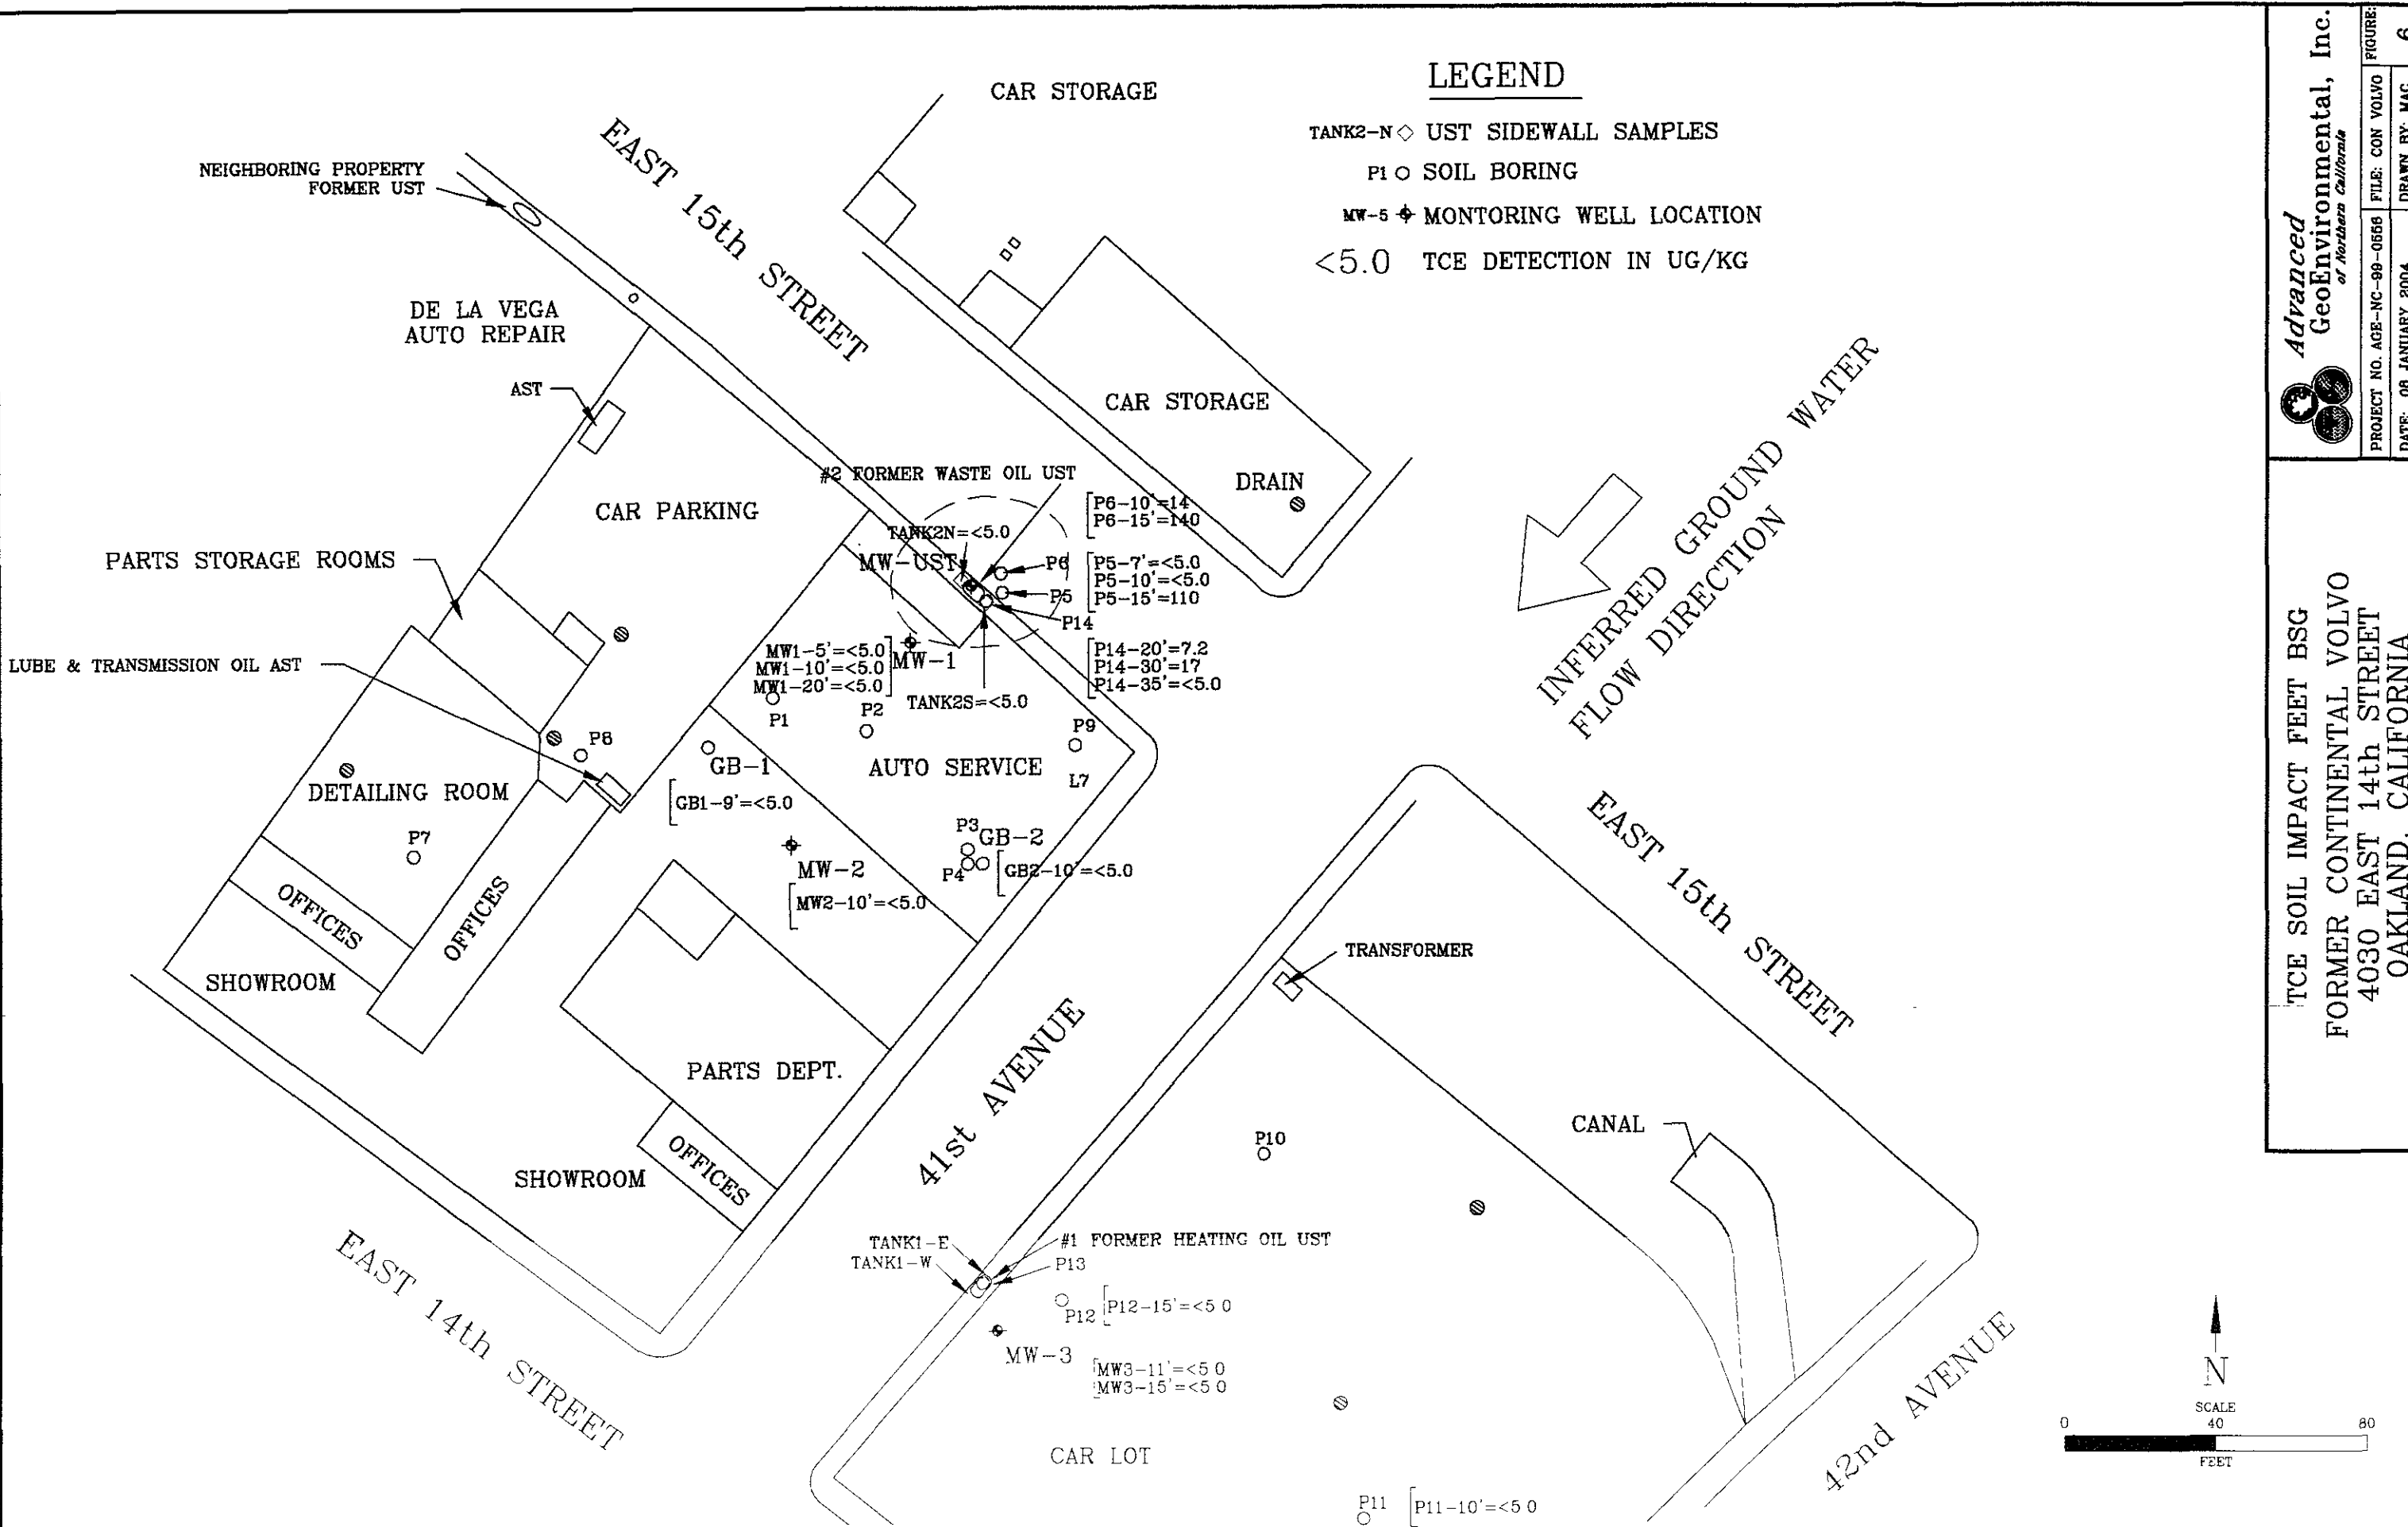 LEGEND
TANK2-N UST SIDEWALL SAMPLES
P1 SOIL BORING
MW-5 MONTORING WELL LOCATION
<5.0 TCE DETECTION IN UG/KG
CAR STORAGE
EAST 15th STREET
NEIGHBORING PROPERTY
FORMER UST
DE LA VEGA
AUTO REPAIR
AST
CAR STORAGE
DRAIN
CAR PARKING
#2 FORMER WASTE OIL UST
TANK2N=<5.0
MW-UST
P6
P5
P14
P6-10'=14
P6-15'=140
P5-7'=<5.0
P5-10'=<5.0
P5-15'=110
P14-20'=7.2
P14-30'=17
P14-35'=<5.0
INFERRED GROUND WATER
FLOW DIRECTION
PARTS STORAGE ROOMS
LUBE & TRANSMISSION OIL AST
MW1-5'=<5.0
MW1-10'=<5.0
MW1-20'=<5.0
MW-1
TANK2S=<5.0
P1
P2
P9
L7
P8
GB-1
GB1-9'=<5.0
AUTO SERVICE
DETAILING ROOM
P7
P3
GB-2
P4
GB2-10'=<5.0
MW-2
MW2-10'=<5.0
OFFICES
OFFICES
SHOWROOM
PARTS DEPT.
OFFICES
SHOWROOM
41st AVENUE
EAST 14th STREET
EAST 15th STREET
TRANSFORMER
CANAL
P10
TANK1-E
TANK1-W
#1 FORMER HEATING OIL UST
P13
P12
P12-15'=<5 0
MW-3
MW3-11'=<5 0
MW3-15'=<5 0
CAR LOT
P11
P11-10'=<5 0
42nd AVENUE
N
SCALE
0 40 80
FEET
TCE SOIL IMPACT FEET BSG
FORMER CONTINENTAL VOLVO
4030 EAST 14th STREET
OAKLAND, CALIFORNIA
Advanced
GeoEnvironmental, Inc.
of Northern California
PROJECT NO. AGE-NC-99-0556
FILE: CON VOLVO
FIGURE:
DATE: 08 JANUARY 2004
DRAWN BY: MAC
6